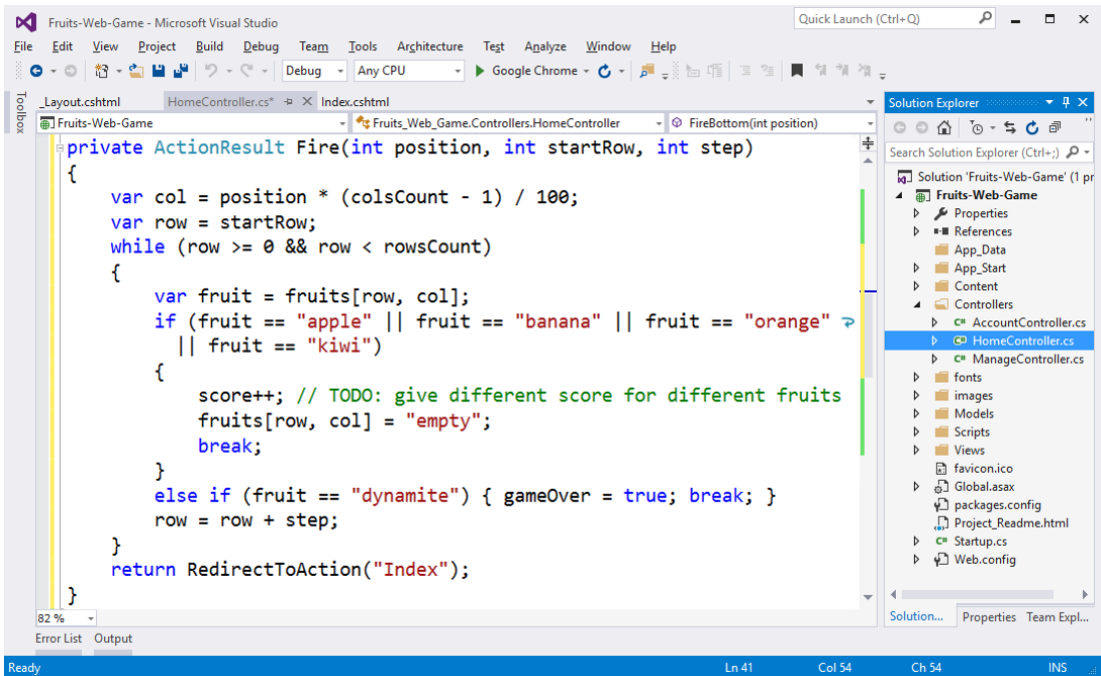 Fruits-Web-Game - Microsoft Visual Studio
Quick Launch (Ctrl+Q)
File Edit View Project Build Debug Team Tools Architecture Test Analyze Window Help
Debug Any CPU Google Chrome
Toolbox
_Layout.cshtml HomeController.cs* Index.cshtml
Fruits-Web-Game Fruits_Web_Game.Controllers.HomeController FireBottom(int position)
private ActionResult Fire(int position, int startRow, int step)
{
var col = position * (colsCount - 1) / 100;
var row = startRow;
while (row >= 0 && row < rowsCount)
{
var fruit = fruits[row, col];
if (fruit == "apple" || fruit == "banana" || fruit == "orange"
|| fruit == "kiwi")
{
score++; // TODO: give different score for different fruits
fruits[row, col] = "empty";
break;
}
else if (fruit == "dynamite") { gameOver = true; break; }
row = row + step;
}
return RedirectToAction("Index");
}
82 %
Error List Output
Solution Explorer
Search Solution Explorer (Ctrl+;)
Solution 'Fruits-Web-Game' (1 pr
Fruits-Web-Game
Properties
References
App_Data
App_Start
Content
Controllers
C# AccountController.cs
C# HomeController.cs
C# ManageController.cs
fonts
images
Models
Scripts
Views
favicon.ico
Global.asax
packages.config
Project_Readme.html
C# Startup.cs
Web.config
Solution... Properties Team Expl...
Ready Ln 41 Col 54 Ch 54 INS